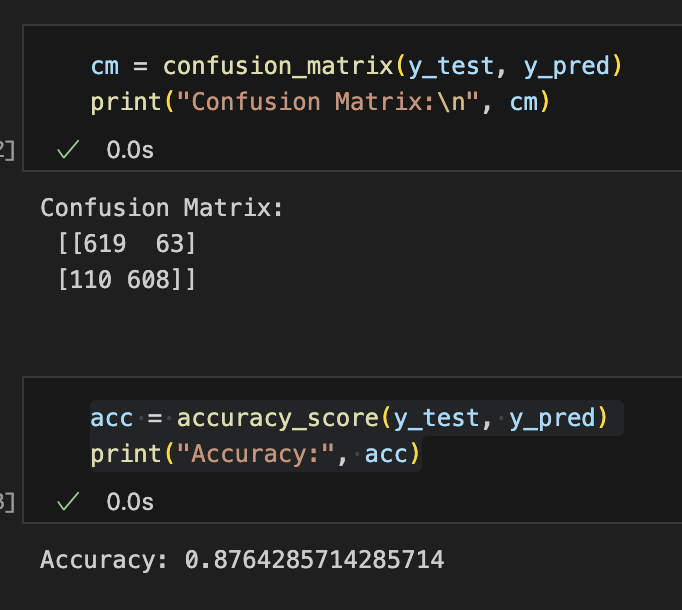 cm = confusion_matrix(y_test, y_pred)
print("Confusion Matrix:\n", cm)
2] ✓ 0.0s
Confusion Matrix:
[[619  63]
[110 608]]
acc = accuracy_score(y_test, y_pred)
print("Accuracy:", acc)
3] ✓ 0.0s
Accuracy: 0.8764285714285714